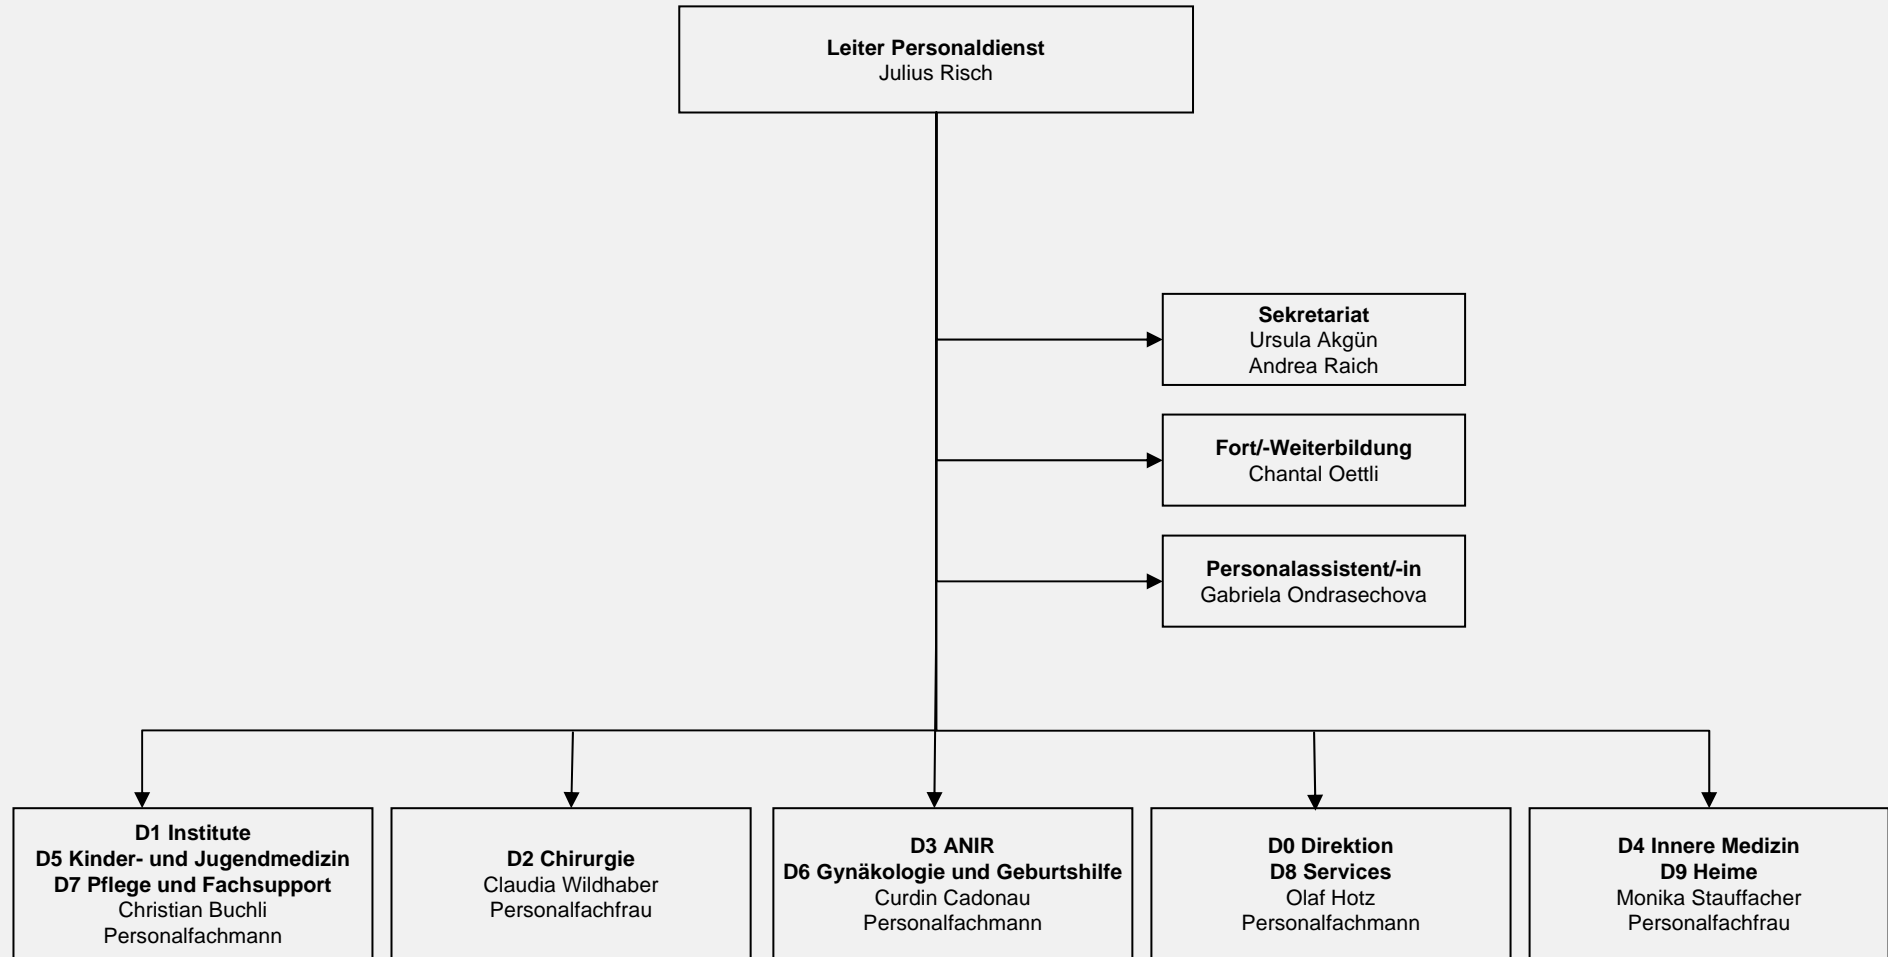 Leiter Personaldienst
Julius Risch
Sekretariat
Ursula Akgün
Andrea Raich
Fort/-Weiterbildung
Chantal Oettli
Personalassistent/-in
Gabriela Ondrasechova
D1 Institute
D5 Kinder- und Jugendmedizin
D7 Pflege und Fachsupport
Christian Buchli
Personalfachmann
D2 Chirurgie
Claudia Wildhaber
Personalfachfrau
D3 ANIR
D6 Gynäkologie und Geburtshilfe
Curdin Cadonau
Personalfachmann
D0 Direktion
D8 Services
Olaf Hotz
Personalfachmann
D4 Innere Medizin
D9 Heime
Monika Stauffacher
Personalfachfrau